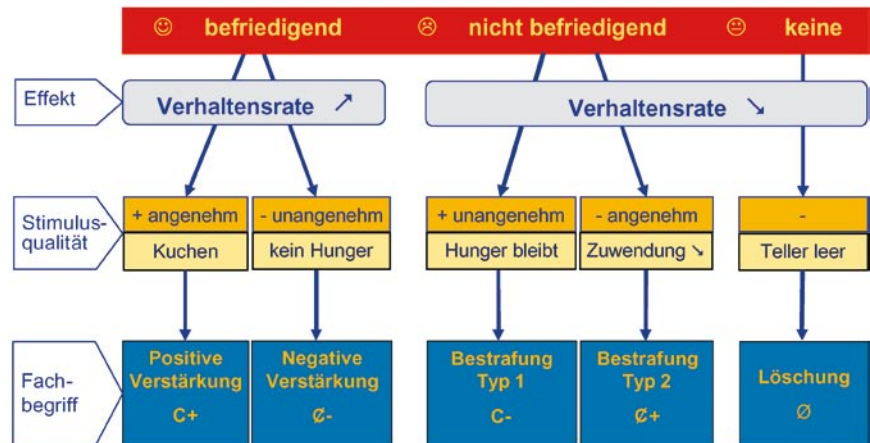 ☺ befriedigend ☹ nicht befriedigend 😐 keine
Effekt
Verhaltensrate ↗
Verhaltensrate ↘
Stimulus-
qualität
+ angenehm
- unangenehm
+ unangenehm
- angenehm
-
Kuchen
kein Hunger
Hunger bleibt
Zuwendung ↘
Teller leer
Fach-
begriff
Positive
Verstärkung
C+
Negative
Verstärkung
₡-
Bestrafung
Typ 1
C-
Bestrafung
Typ 2
₡+
Löschung
Ø